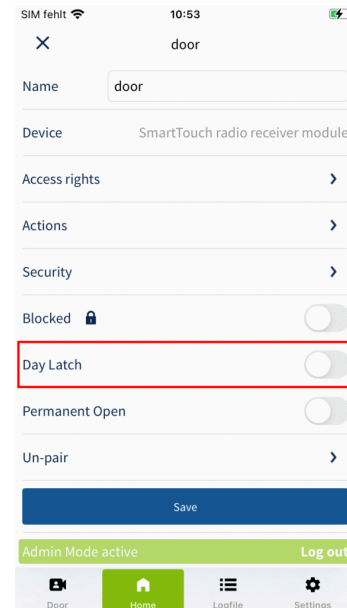 SIM fehlt 10:53
door
Name door
Device SmartTouch radio receiver module
Access rights
Actions
Security
Blocked
Day Latch
Permanent Open
Un-pair
Save
Admin Mode active Log out
Door Home Logfile Settings